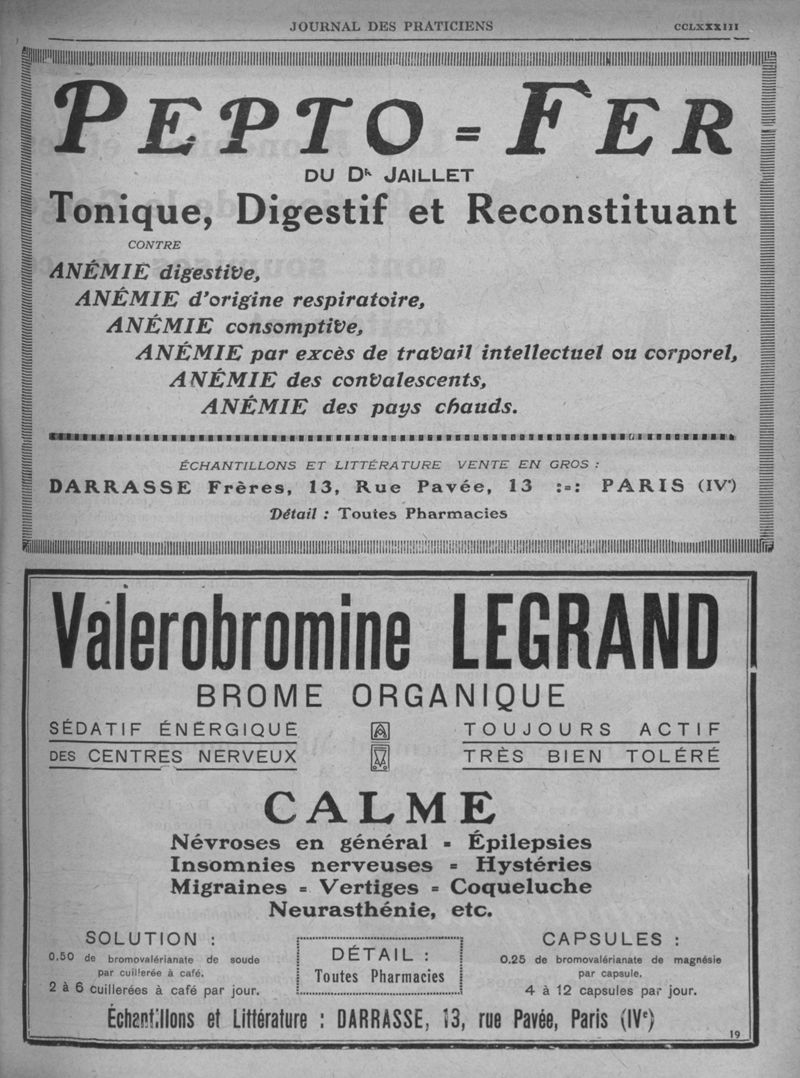 JOURNAL DES PRATICIENS CCLXXXIII
PEPTO=FER
DU Dr JAILLET
Tonique, Digestif et Reconstituant
CONTRE
ANÉMIE digestive,
ANÉMIE d'origine respiratoire,
ANÉMIE consomptive,
ANÉMIE par excès de travail intellectuel ou corporel,
ANÉMIE des convalescents,
ANÉMIE des pays chauds.
ÉCHANTILLONS ET LITTÉRATURE VENTE EN GROS :
DARRASSE Frères, 13, Rue Pavée, 13 :=: PARIS (IVe)
Détail : Toutes Pharmacies
Valerobromine LEGRAND
BROME ORGANIQUE
SÉDATIF ÉNERGIQUE TOUJOURS ACTIF
DES CENTRES NERVEUX TRÈS BIEN TOLÉRÉ
CALME
Névroses en général = Épilepsies
Insomnies nerveuses = Hystéries
Migraines = Vertiges = Coqueluche
Neurasthénie, etc.
SOLUTION :
0.50 de bromovalérianate de soude
par cuillerée à café.
2 à 6 cuillerées à café par jour.
DÉTAIL :
Toutes Pharmacies
CAPSULES :
0.25 de bromovalérianate de magnésie
par capsule.
4 à 12 capsules par jour.
Échantillons et Littérature : DARRASSE, 13, rue Pavée, Paris (IVe)
19